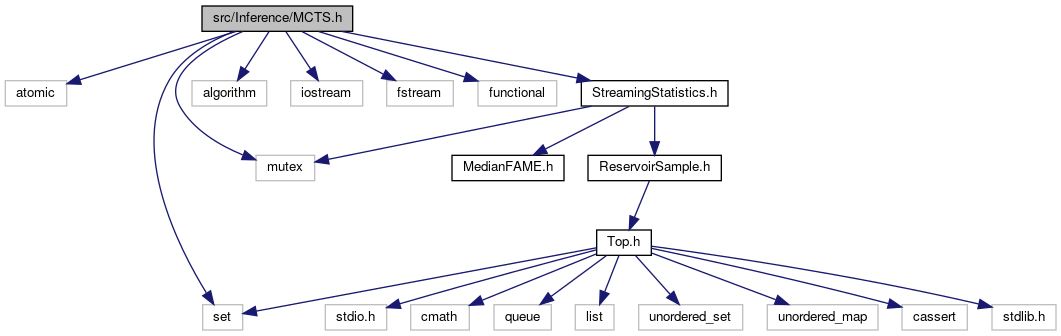 src/Inference/MCTS.h
atomic
algorithm
iostream
fstream
functional
StreamingStatistics.h
mutex
MedianFAME.h
ReservoirSample.h
Top.h
set
stdio.h
cmath
queue
list
unordered_set
unordered_map
cassert
stdlib.h